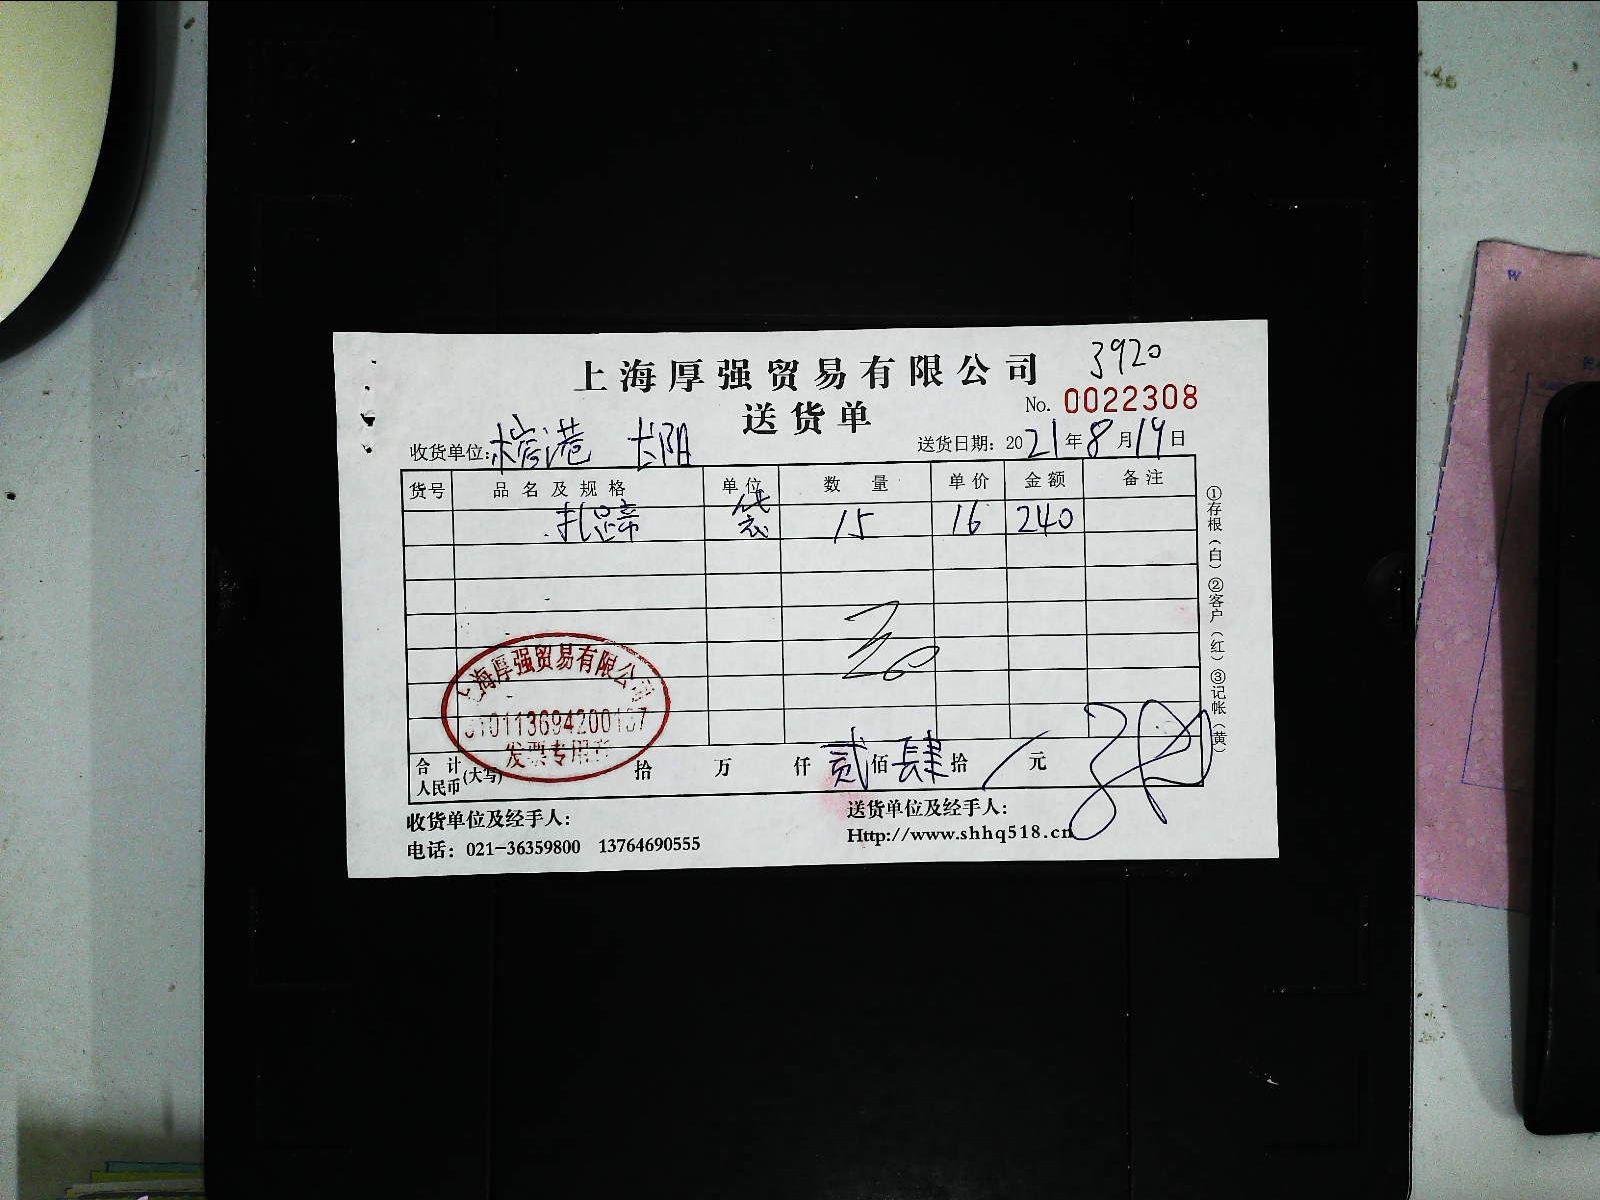 上海厚强贸易有限公司
3920
送货单
No. 0022308
收货单位: 港 长阳
送货日期: 2021年8月19日
货号 品名及规格 单位 数量 单价 金额 备注
扎蹄 袋 15 16 240
①存根（白）②客户（红）③记帐（黄）
上海厚强贸易有限公司
发票专用章
合计人民币(大写) 拾 万 仟 贰佰肆拾 元
收货单位及经手人:
送货单位及经手人:
电话: 021-36359800 13764690555
Http://www.shhq518.cn
W